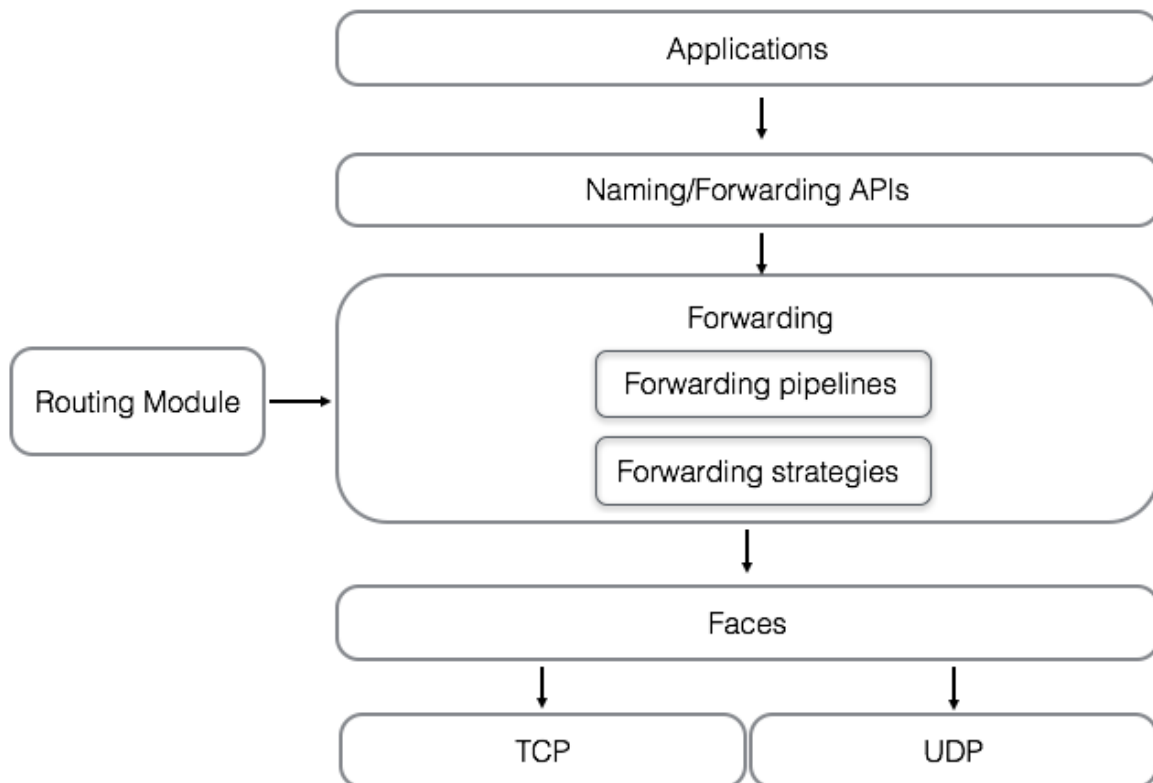 Applications
Naming/Forwarding APIs
Forwarding
Forwarding pipelines
Routing Module
Forwarding strategies
Faces
TCP
UDP